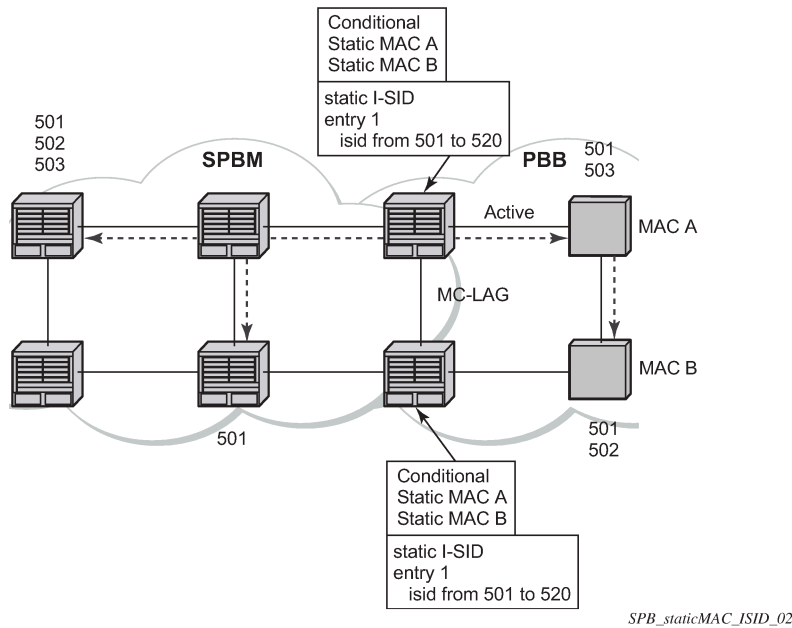 Conditional
Static MAC A
Static MAC B
static I-SID
entry 1
isid from 501 to 520
501
502
503
SPBM
PBB
501
503
Active
MAC A
MC-LAG
MAC B
501
501
502
Conditional
Static MAC A
Static MAC B
static I-SID
entry 1
isid from 501 to 520
SPB_staticMAC_ISID_02